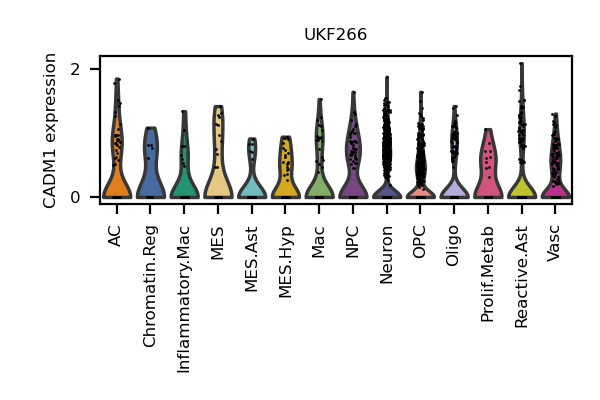 UKF266
CADM1 expression
2
0
AC
Chromatin.Reg
Inflammatory.Mac
MES
MES.Ast
MES.Hyp
Mac
NPC
Neuron
OPC
Oligo
Prolif.Metab
Reactive.Ast
Vasc